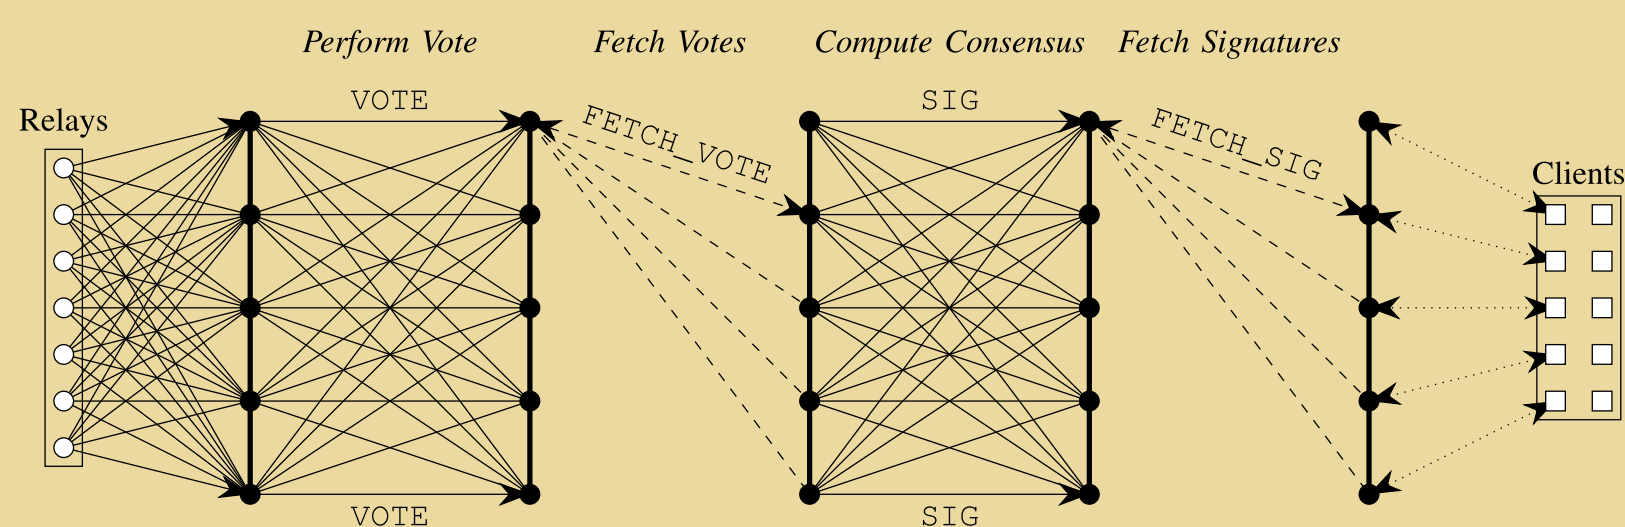 Perform Vote
Fetch Votes
Compute Consensus
Fetch Signatures
Relays
VOTE
FETCH_VOTE
SIG
FETCH_SIG
Clients
VOTE
SIG